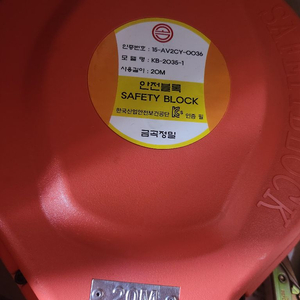 인증번호 : 15-AV2CY-0036
모 델 명 : KB-2035-1
사용길이 : 20M
안전블록
SAFETY BLOCK
한국산업안전보건공단 인증 필
금곡정밀
20M